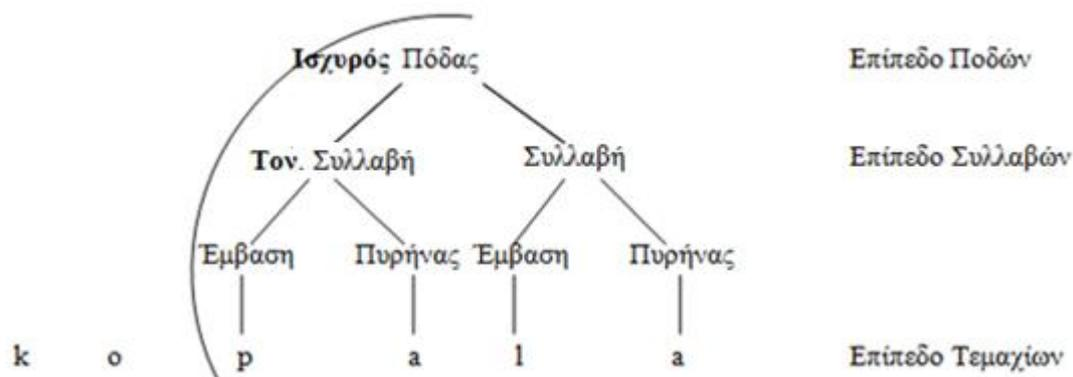 Ισχυρός Πόδας Επίπεδο Ποδών
Τον. Συλλαβή Συλλαβή Επίπεδο Συλλαβών
Έμβαση Πυρήνας Έμβαση Πυρήνας
k o p a l a Επίπεδο Τεμαχίων